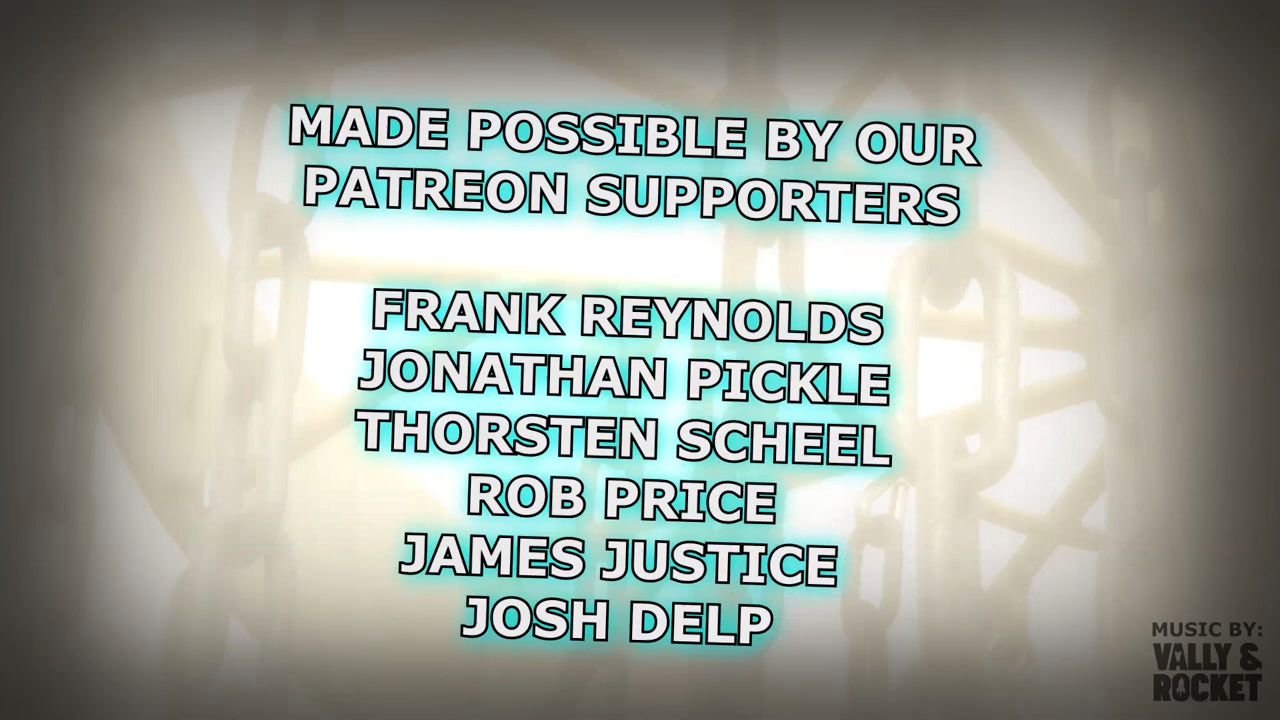 MADE POSSIBLE BY OUR
PATREON SUPPORTERS
FRANK REYNOLDS
JONATHAN PICKLE
THORSTEN SCHEEL
ROB PRICE
JAMES JUSTICE
JOSH DELP
MUSIC BY:
VALLY &
ROCKET